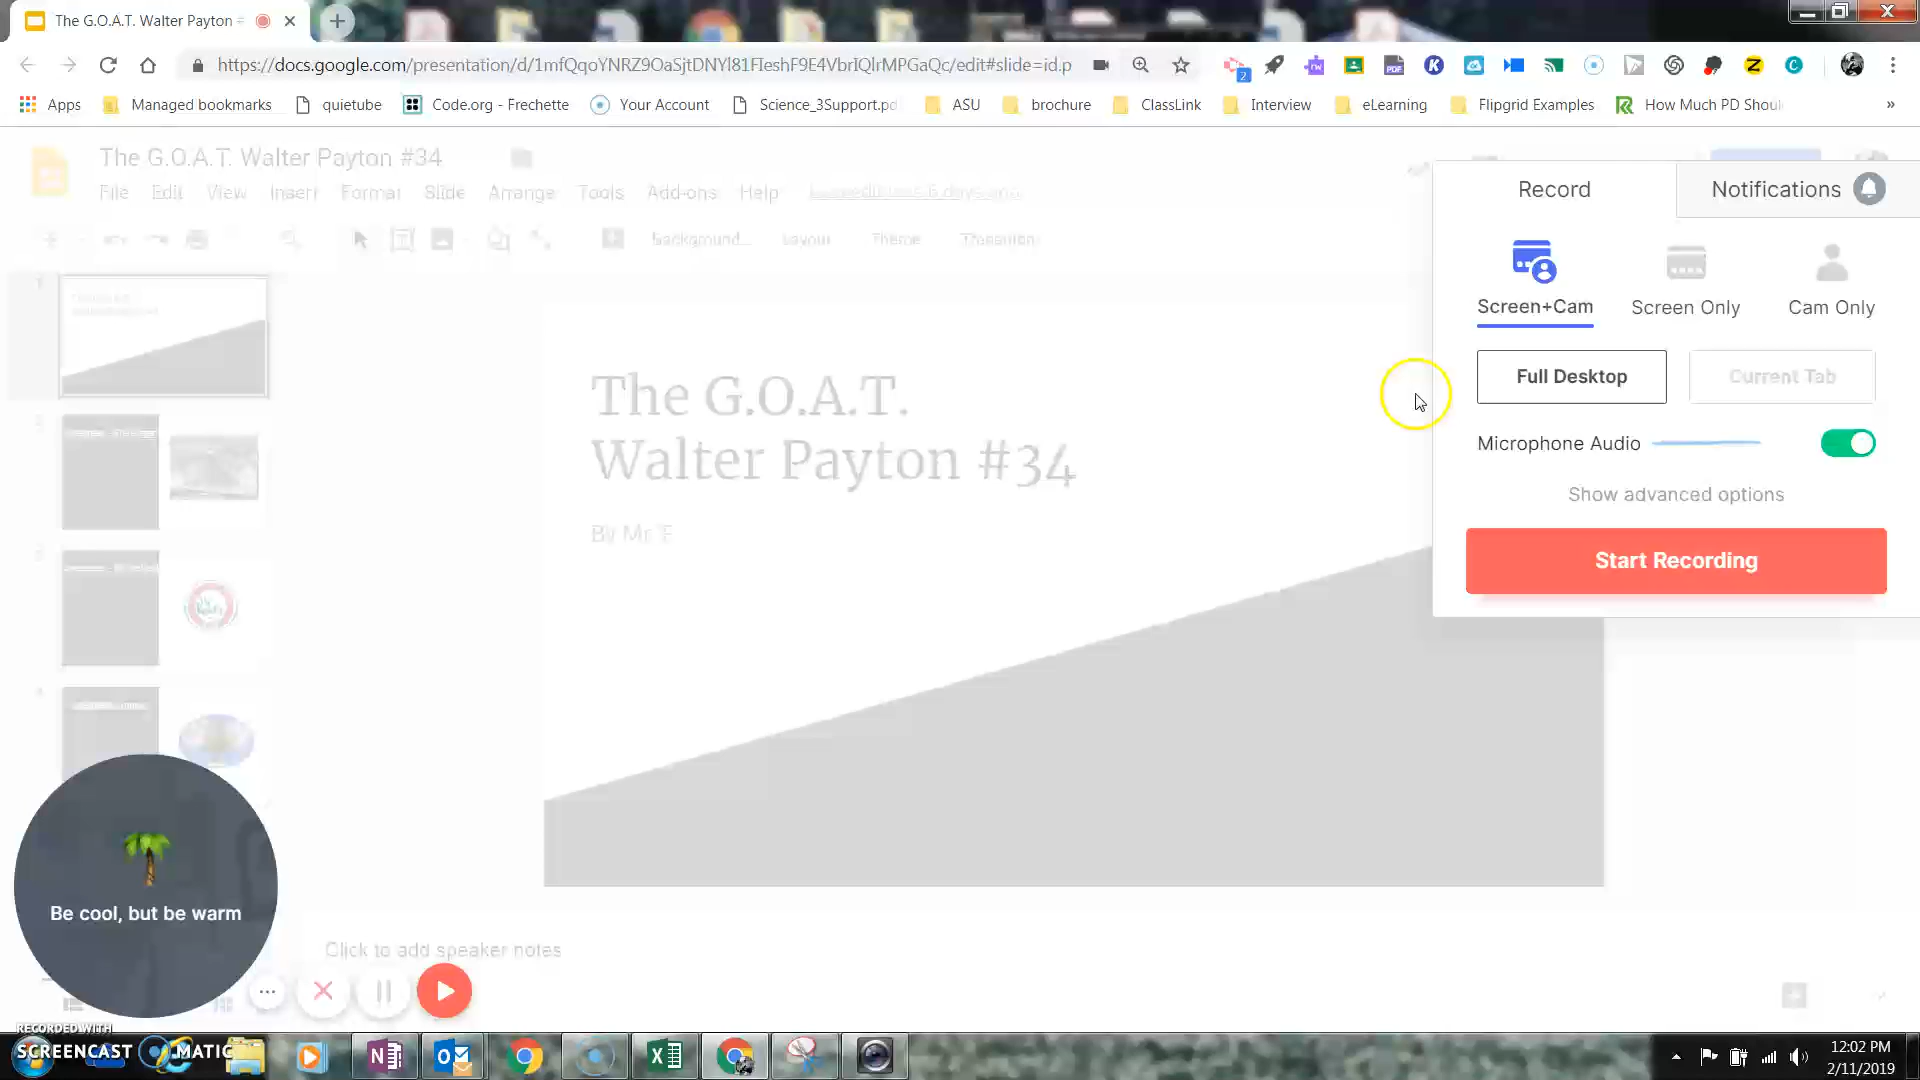 The G.O.A.T. Walter Payton #
https://docs.google.com/presentation/d/1mfQqoYNRZ9OaSjtDNYl81FIeshF9E4VbrIQlrMPGaQc/edit#slide=id.p
2
Apps Managed bookmarks quietube Code.org - Frechette Your Account Science_3Support.pd ASU brochure ClassLink Interview eLearning Flipgrid Examples How Much PD Shoul »
The G.O.A.T. Walter Payton #34
File Edit View Insert Format Slide Arrange Tools Add-ons Help
Background... Layout Theme Transition
Record Notifications
Screen+Cam Screen Only Cam Only
Full Desktop Current Tab
Microphone Audio
Show advanced options
Start Recording
The G.O.A.T.
Walter Payton #34
By Mr. F
Be cool, but be warm
Click to add speaker notes
RECORDED WITH
SCREENCAST MATIC
12:02 PM
2/11/2019